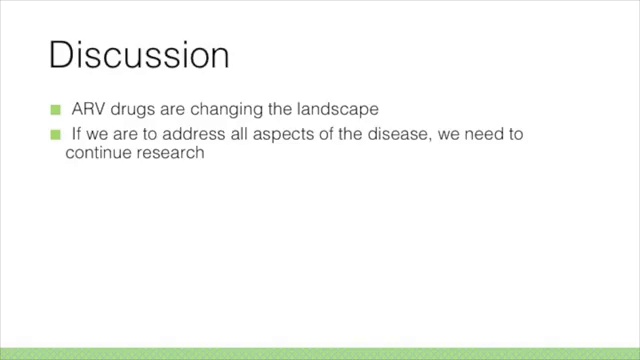 Discussion
ARV drugs are changing the landscape
If we are to address all aspects of the disease, we need to
continue research